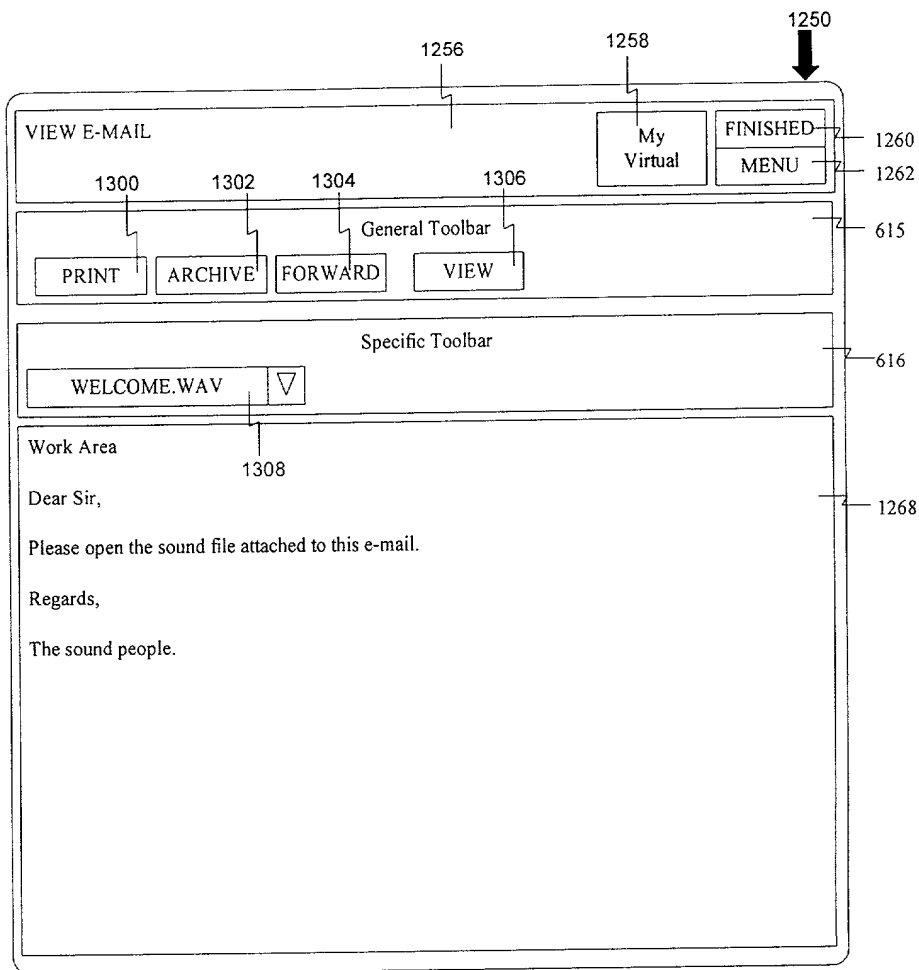 1250
1258
1256
VIEW E-MAIL
My
Virtual
FINISHED
1260
MENU
1262
1300 1302 1304 1306
General Toolbar
615
PRINT ARCHIVE FORWARD VIEW
Specific Toolbar
616
WELCOME.WAV
Work Area
1308
Dear Sir,
1268
Please open the sound file attached to this e-mail.
Regards,
The sound people.